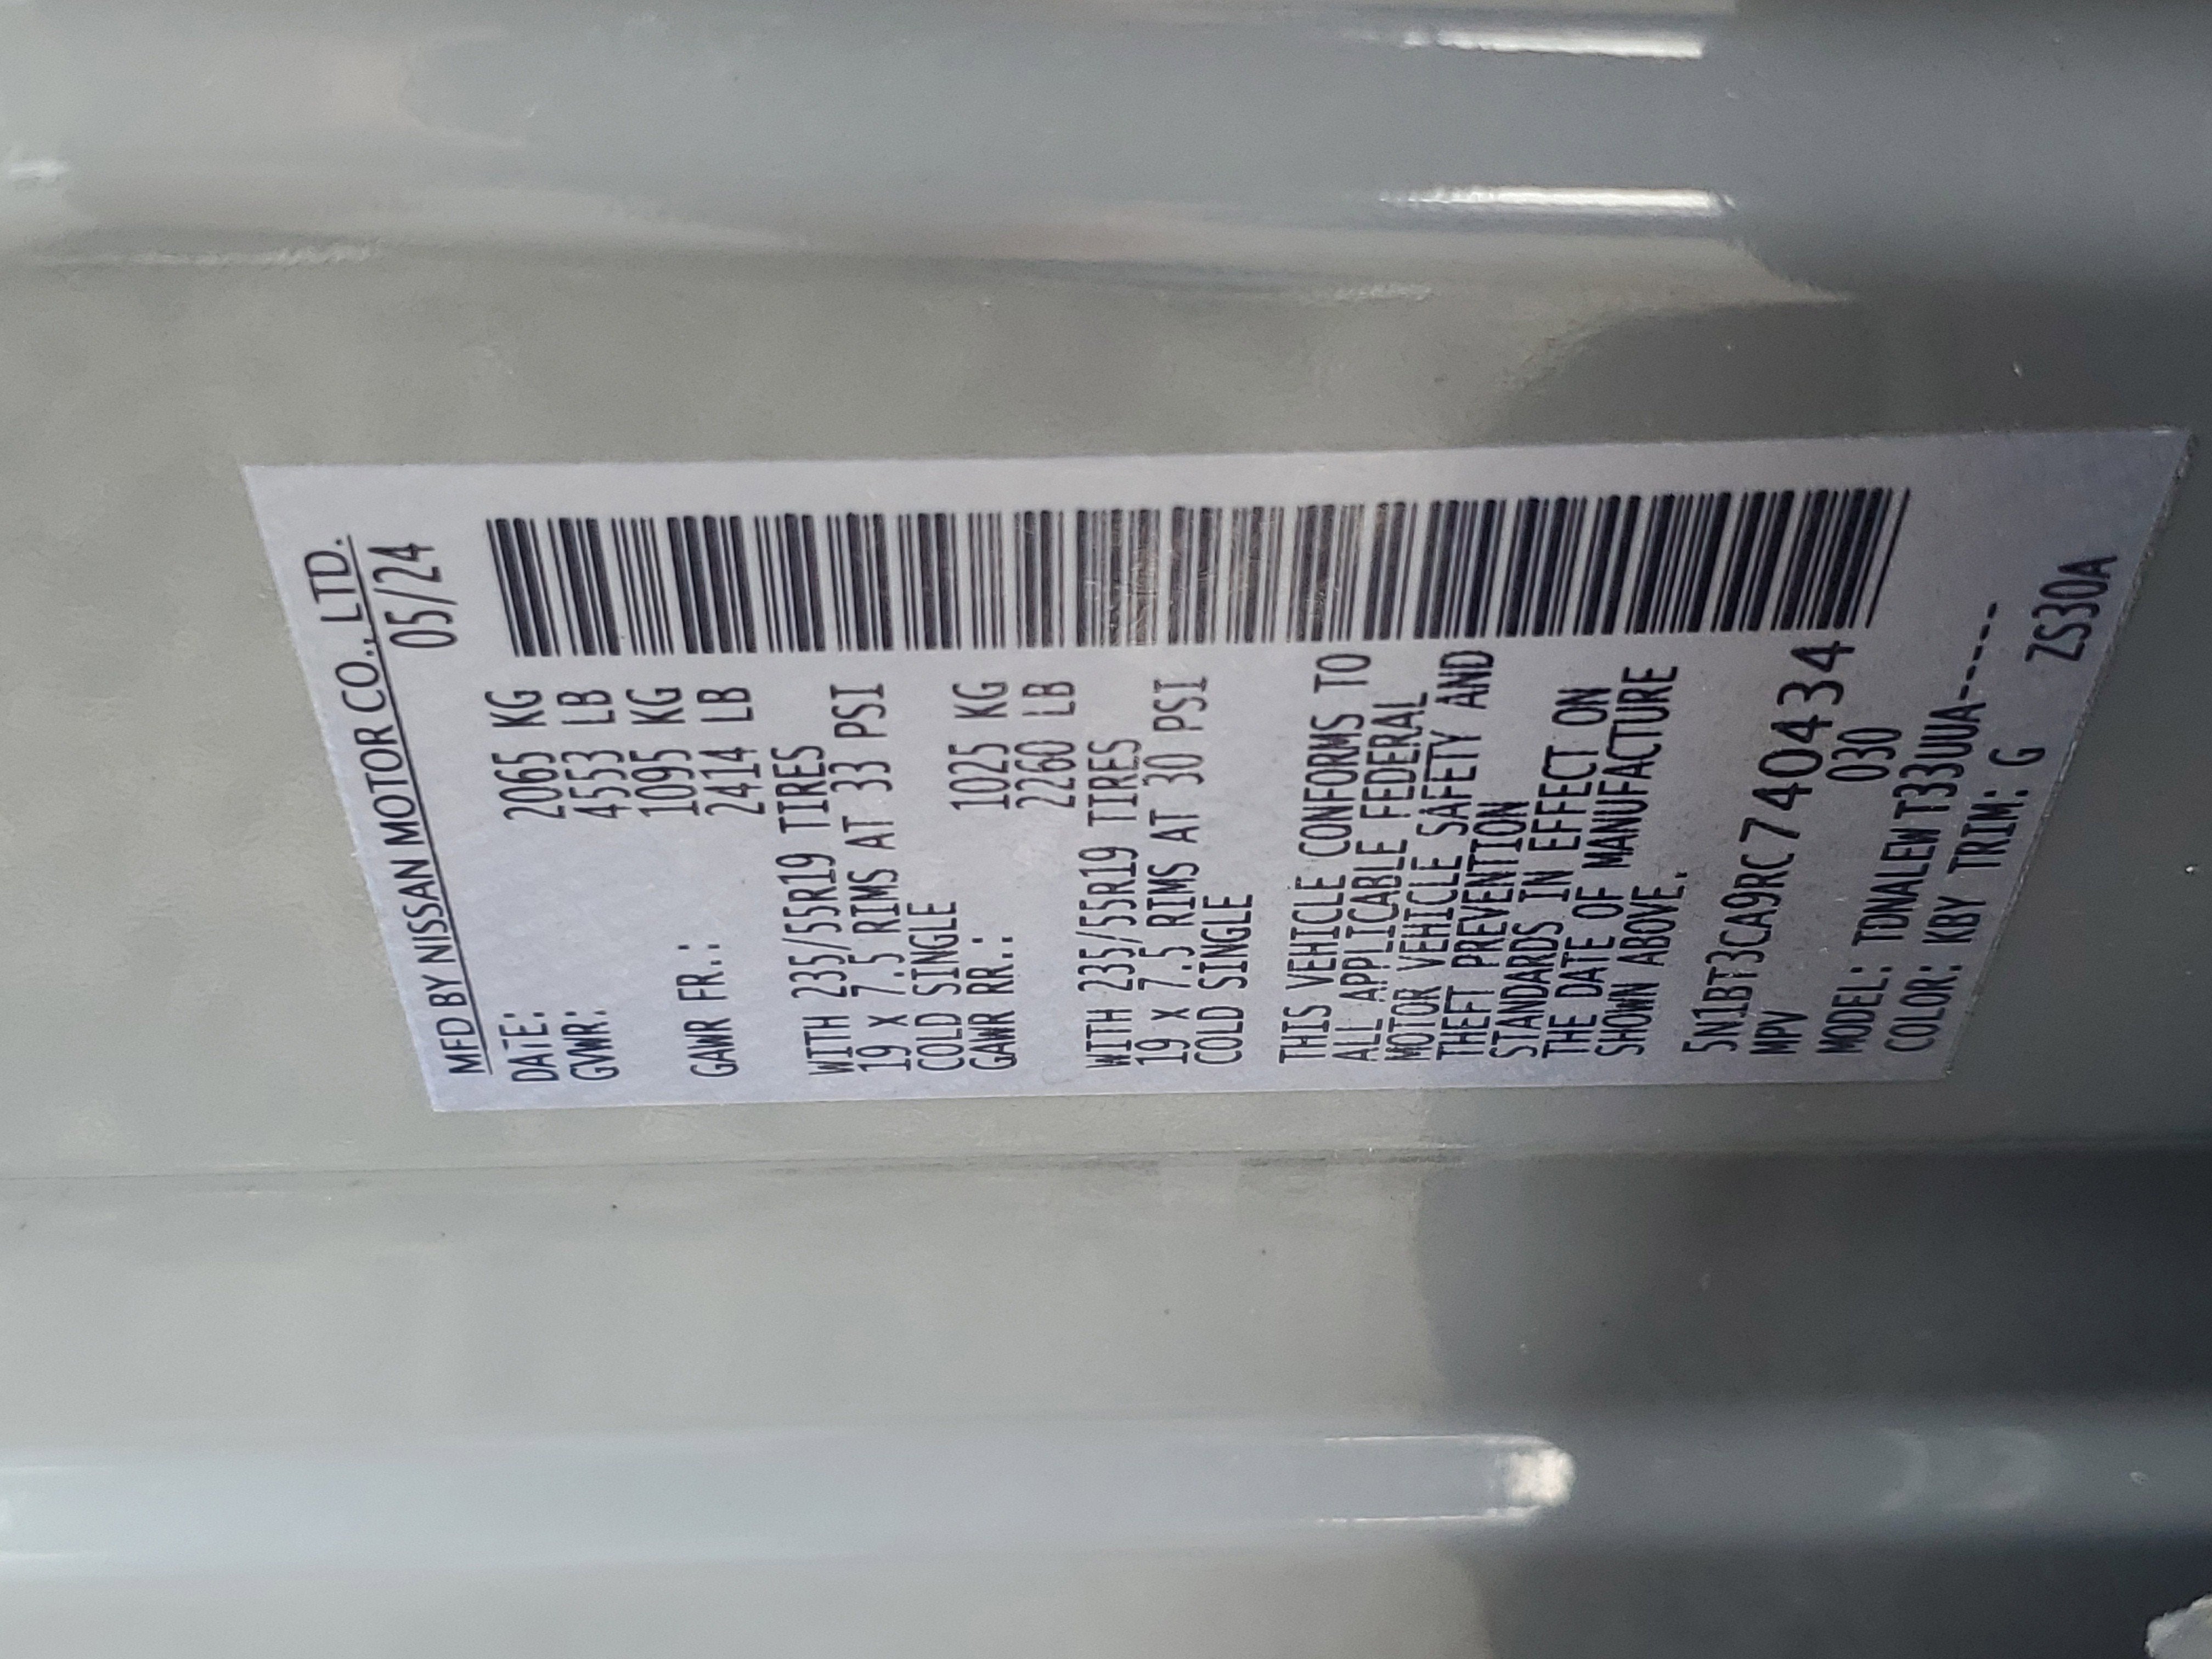 MFD BY NISSAN MOTOR CO., LTD.
DATE: 05/24
GVWR: 2065 KG
4553 LB
GAWR FR.: 1095 KG
2414 LB
WITH 235/55R19 TIRES
19 x 7.5 RIMS AT 33 PSI
COLD SINGLE
GAWR RR.: 1025 KG
2260 LB
WITH 235/55R19 TIRES
19 x 7.5 RIMS AT 30 PSI
COLD SINGLE
THIS VEHICLE CONFORMS TO
ALL APPLICABLE FEDERAL
MOTOR VEHICLE SAFETY AND
THEFT PREVENTION
STANDARDS IN EFFECT ON
THE DATE OF MANUFACTURE
SHOWN ABOVE.
5N1BT3CA9RC740434
MPV 030
MODEL: TDNALEWT33UUA-----
COLOR: KBY TRIM: G ZS30A